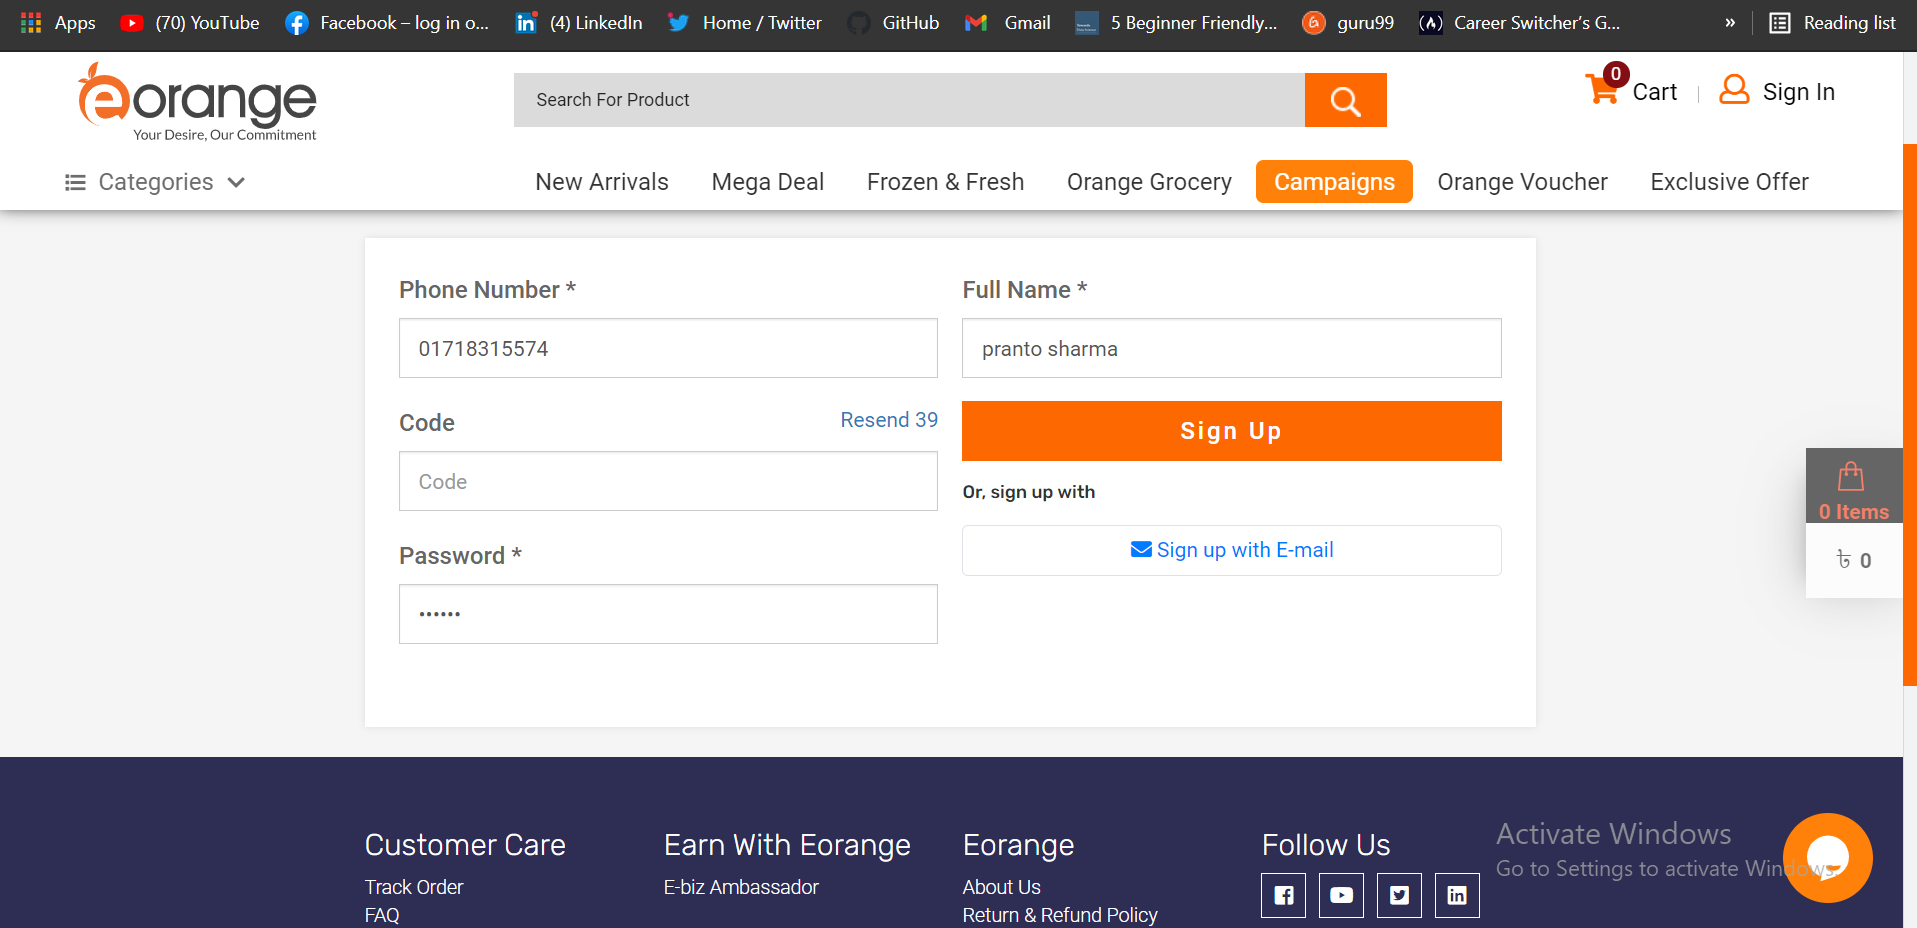 Apps (70) YouTube Facebook – log in o... (4) LinkedIn Home / Twitter GitHub Gmail 5 Beginner Friendly... guru99 Career Switcher's G... » Reading list
eorange
Your Desire, Our Commitment
Search For Product
0
Cart
Sign In
Categories
New Arrivals Mega Deal Frozen & Fresh Orange Grocery Campaigns Orange Voucher Exclusive Offer
Phone Number *
01718315574
Full Name *
pranto sharma
Code
Resend 39
Code
Password *
••••••
Sign Up
Or, sign up with
Sign up with E-mail
0 Items
৳ 0
Customer Care
Track Order
FAQ
Earn With Eorange
E-biz Ambassador
Eorange
About Us
Return & Refund Policy
Follow Us
Activate Windows
Go to Settings to activate Windows.